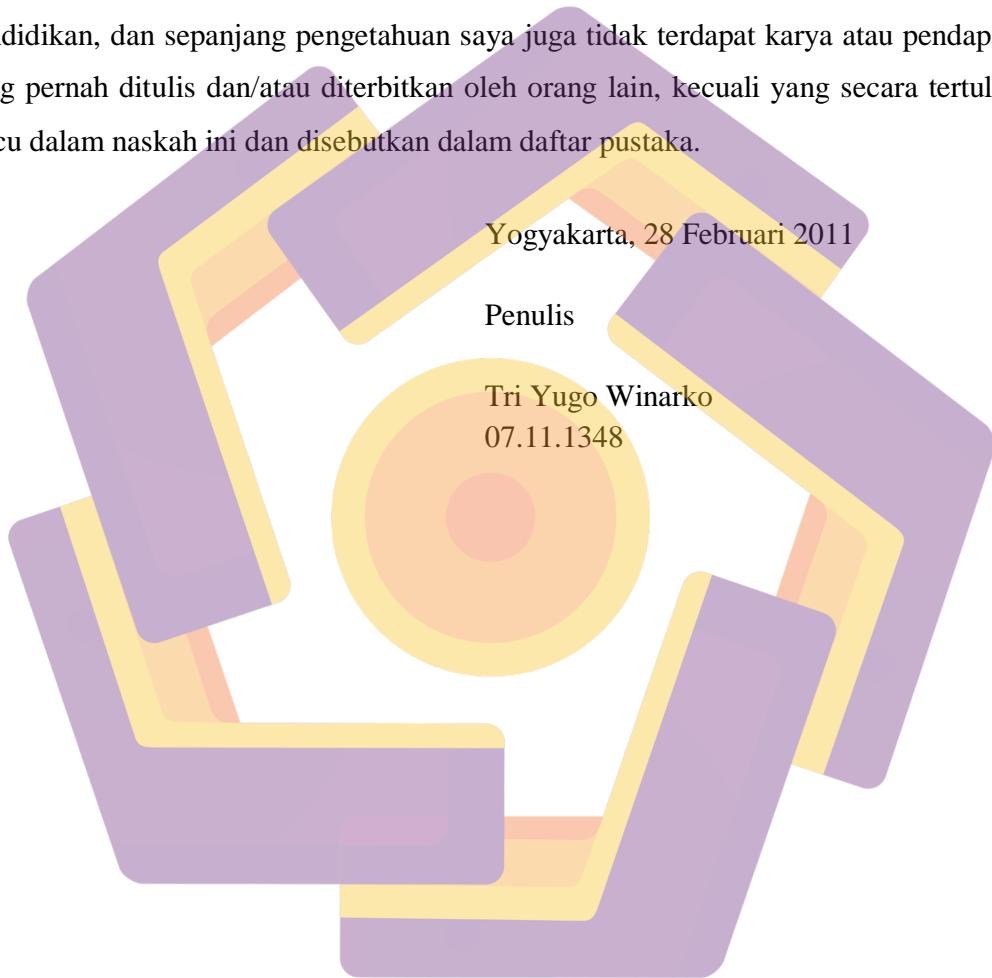 didikan, dan sepanjang pengetahuan saya juga tidak terdapat karya atau pendap
g pernah ditulis dan/atau diterbitkan oleh orang lain, kecuali yang secara tertul
cu dalam naskah ini dan disebutkan dalam daftar pustaka.
Yogyakarta, 28 Februari 2011
Penulis
Tri Yugo Winarko
07.11.1348